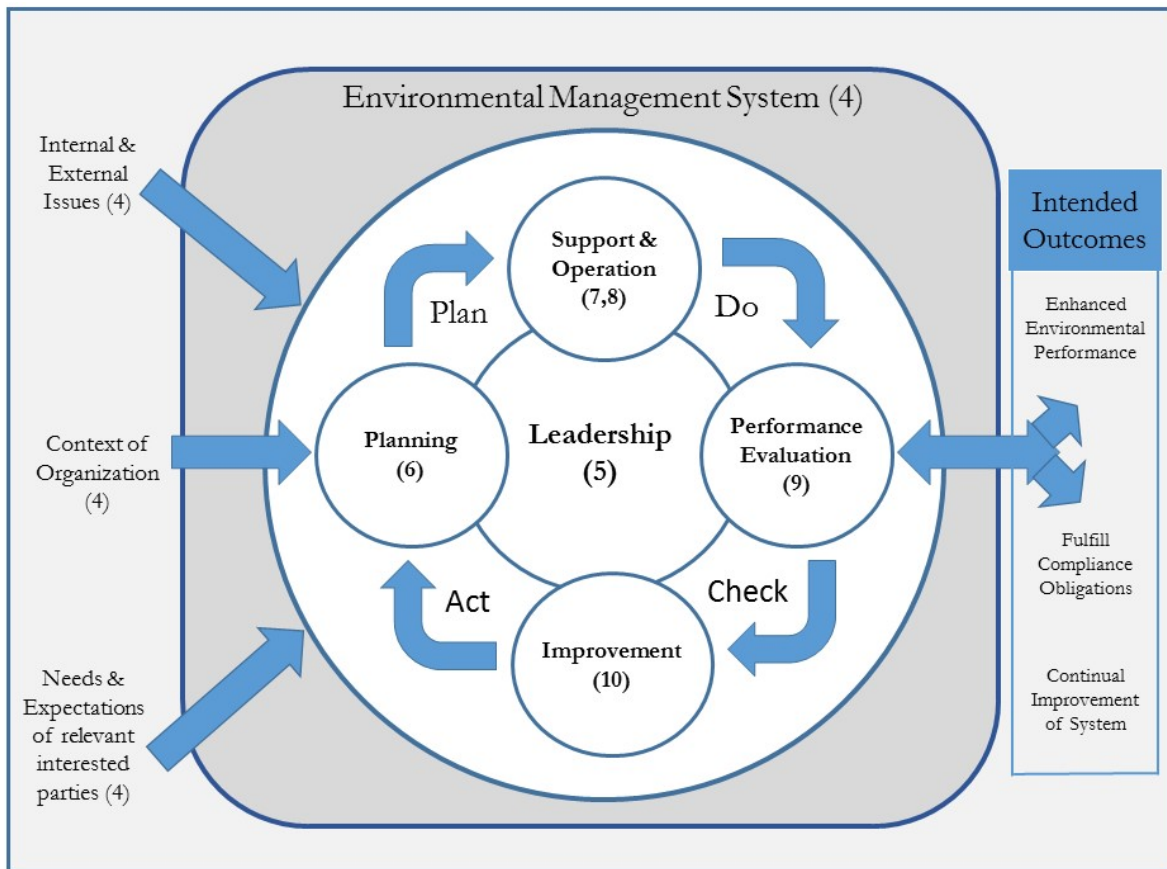 Environmental Management System (4)
Internal &
External
Issues (4)
Context of
Organization
(4)
Needs &
Expectations
of relevant
interested
parties (4)
Support &
Operation
(7,8)
Plan
Do
Planning
(6)
Leadership
(5)
Performance
Evaluation
(9)
Act
Check
Improvement
(10)
Intended
Outcomes
Enhanced
Environmental
Performance
Fulfill
Compliance
Obligations
Continual
Improvement
of System